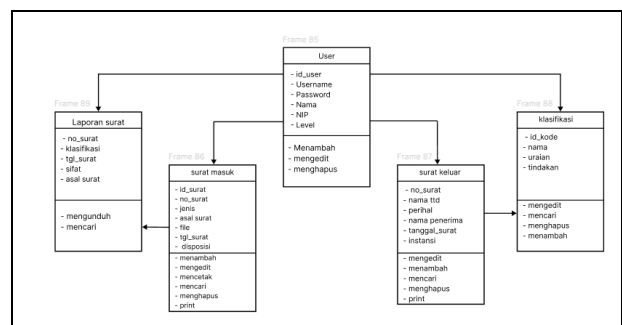 Frame 85
User
- id_user
- Username
- Password
- Nama
- NIP
- Level
- Menambah
- mengedit
- menghapus
Frame 89
Laporan surat
- no_surat
- klasifikasi
- tgl_surat
- sifat
- asal surat
- mengunduh
- mencari
Frame 86
surat masuk
- id_surat
- no_surat
- jenis
- asal surat
- file
- tgl_surat
- disposisi
- menambah
- mengedit
- mencetak
- mencari
- menghapus
- print
Frame 87
surat keluar
- no_surat
- nama ttd
- perihal
- nama penerima
- tanggal_surat
- instansi
- mengedit
- menambah
- mencari
- menghapus
- print
Frame 88
klasifikasi
- id_kode
- nama
- uraian
- tindakan
- mengedit
- mencari
- menghapus
- menambah